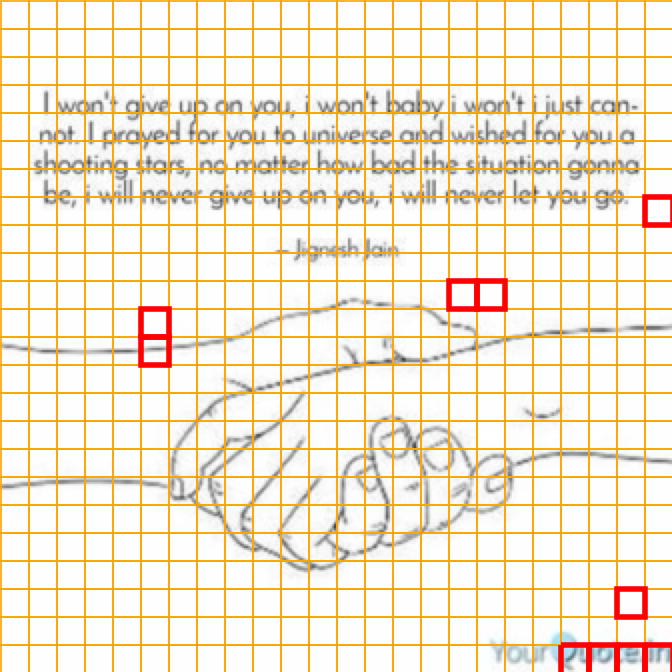 I won't give up on you, i won't baby i won't i just can-
not. I prayed for you to universe and wished for you a
shooting stars, no matter how bad the situation gonna
be, i will never give up on you, i will never let you go.
-- Jignesh Jain
YourQuote.in